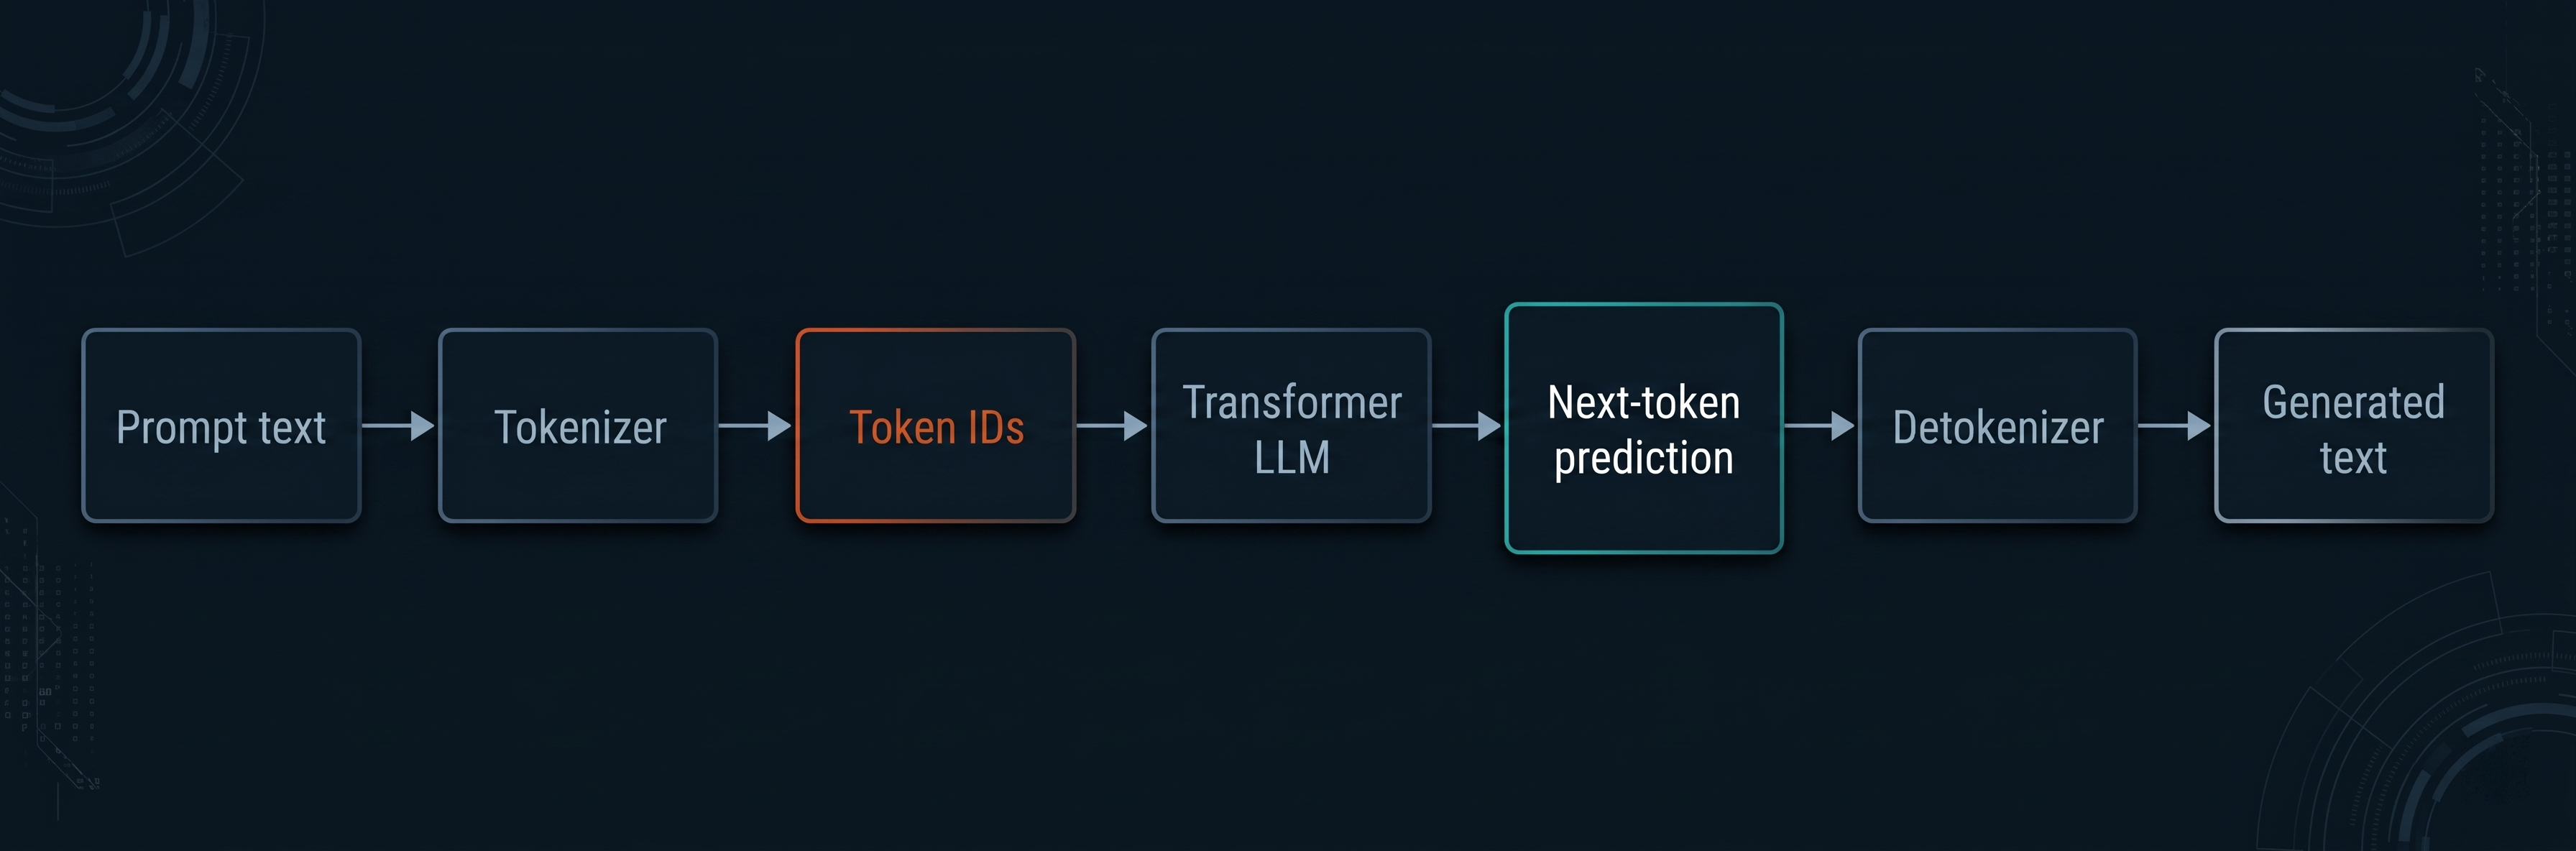 Prompt text
Tokenizer
Token IDs
Transformer
LLM
Next-token
prediction
Detokenizer
Generated
text